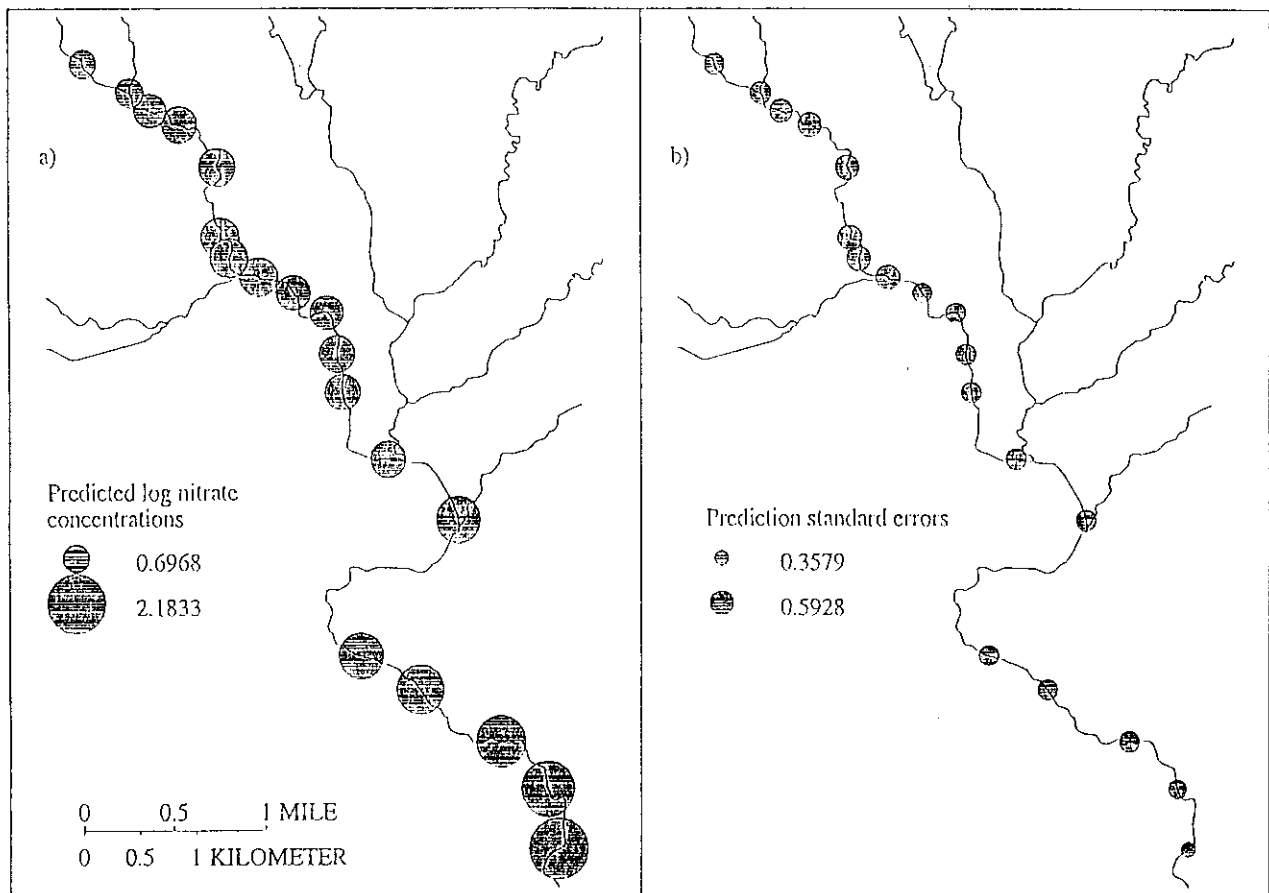 a)
Predicted log nitrate
concentrations
0.6968
2.1833
0 0.5 1 MILE
0 0.5 1 KILOMETER
b)
Prediction standard errors
0.3579
0.5928